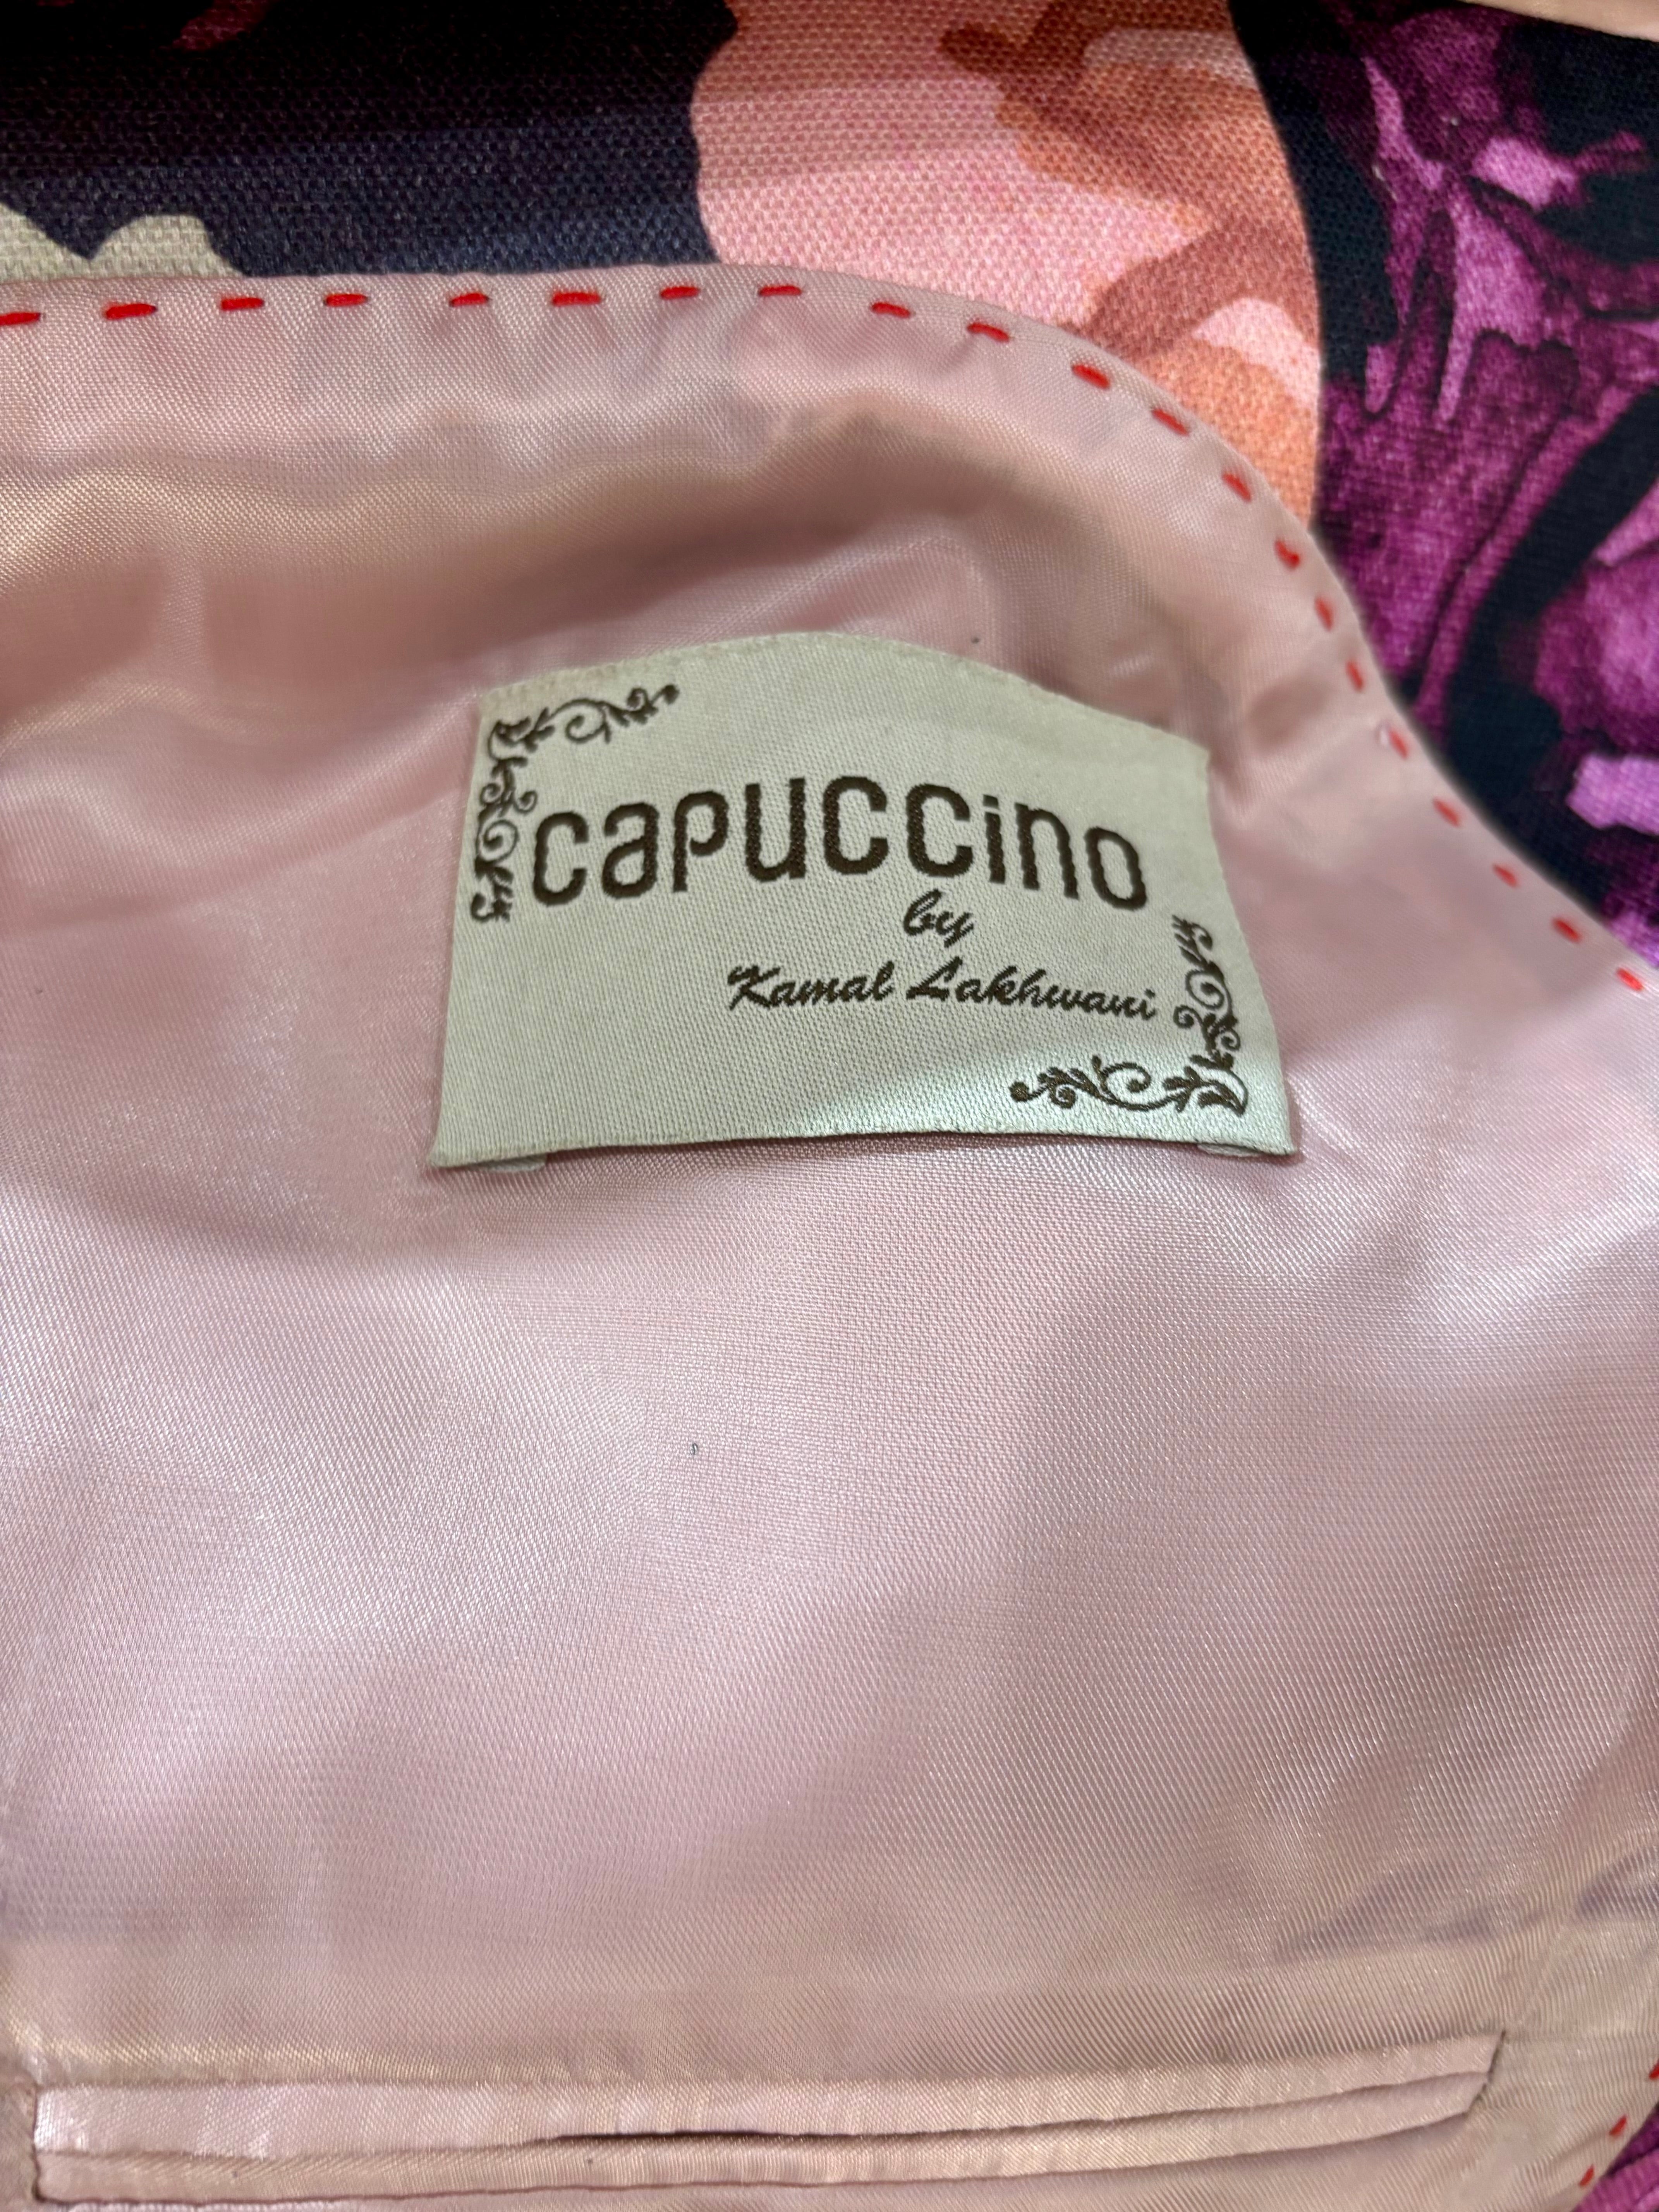 capuccino
by
Kamal Lakhwani